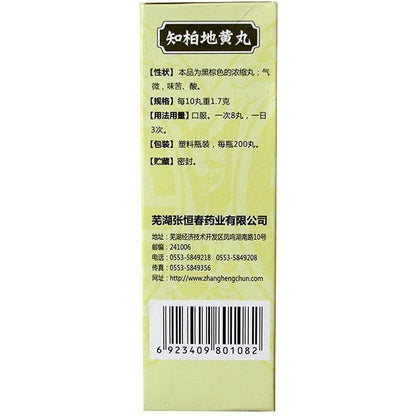 知柏地黄丸
【性状】本品为黑棕色的浓缩丸；气
微，味苦、酸。
【规格】每10丸重1.7克
【用法用量】口服。一次8丸，一日
3次。
【包装】塑料瓶装，每瓶200丸。
【贮藏】密封。
芜湖张恒春药业有限公司
地址：芜湖经济技术开发区凤鸣湖南路10号
邮编：241006
电话：0553-5849218 0553-5849208
传真：0553-5849356
网址：http://www.zhanghengchun.com
6 923409 801082